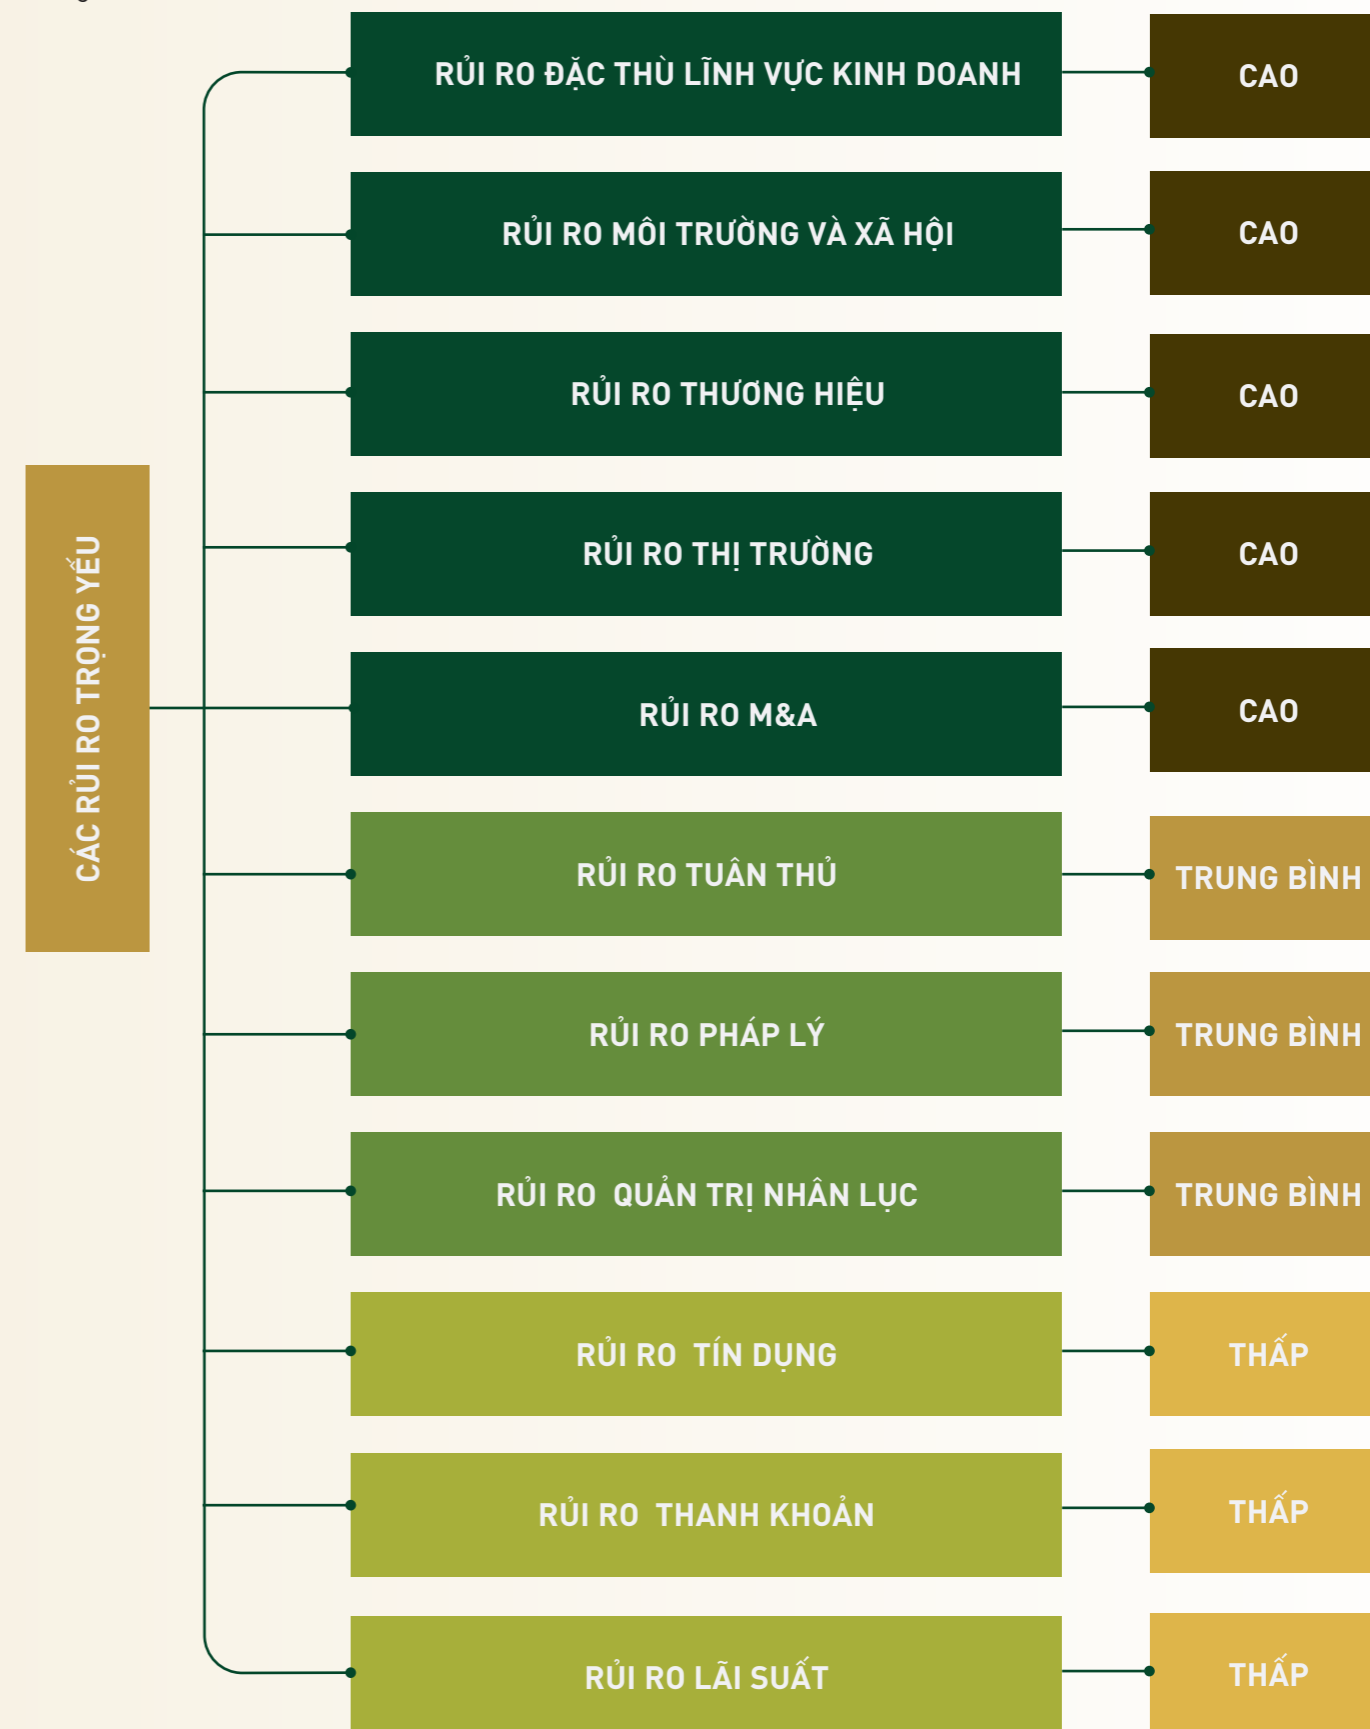 RỦI RO ĐẶC THÙ LĨNH VỰC KINH DOANH
CAO
RỦI RO MÔI TRƯỜNG VÀ XÃ HỘI
CAO
RỦI RO THƯƠNG HIỆU
CAO
RỦI RO THỊ TRƯỜNG
CAO
CÁC RỦI RO TRỌNG YẾU
RỦI RO M&A
CAO
RỦI RO TUÂN THỦ
TRUNG BÌNH
RỦI RO PHÁP LÝ
TRUNG BÌNH
RỦI RO QUẢN TRỊ NHÂN LỤC
TRUNG BÌNH
RỦI RO TÍN DỤNG
THẤP
RỦI RO THANH KHOẢN
THẤP
RỦI RO LÃI SUẤT
THẤP